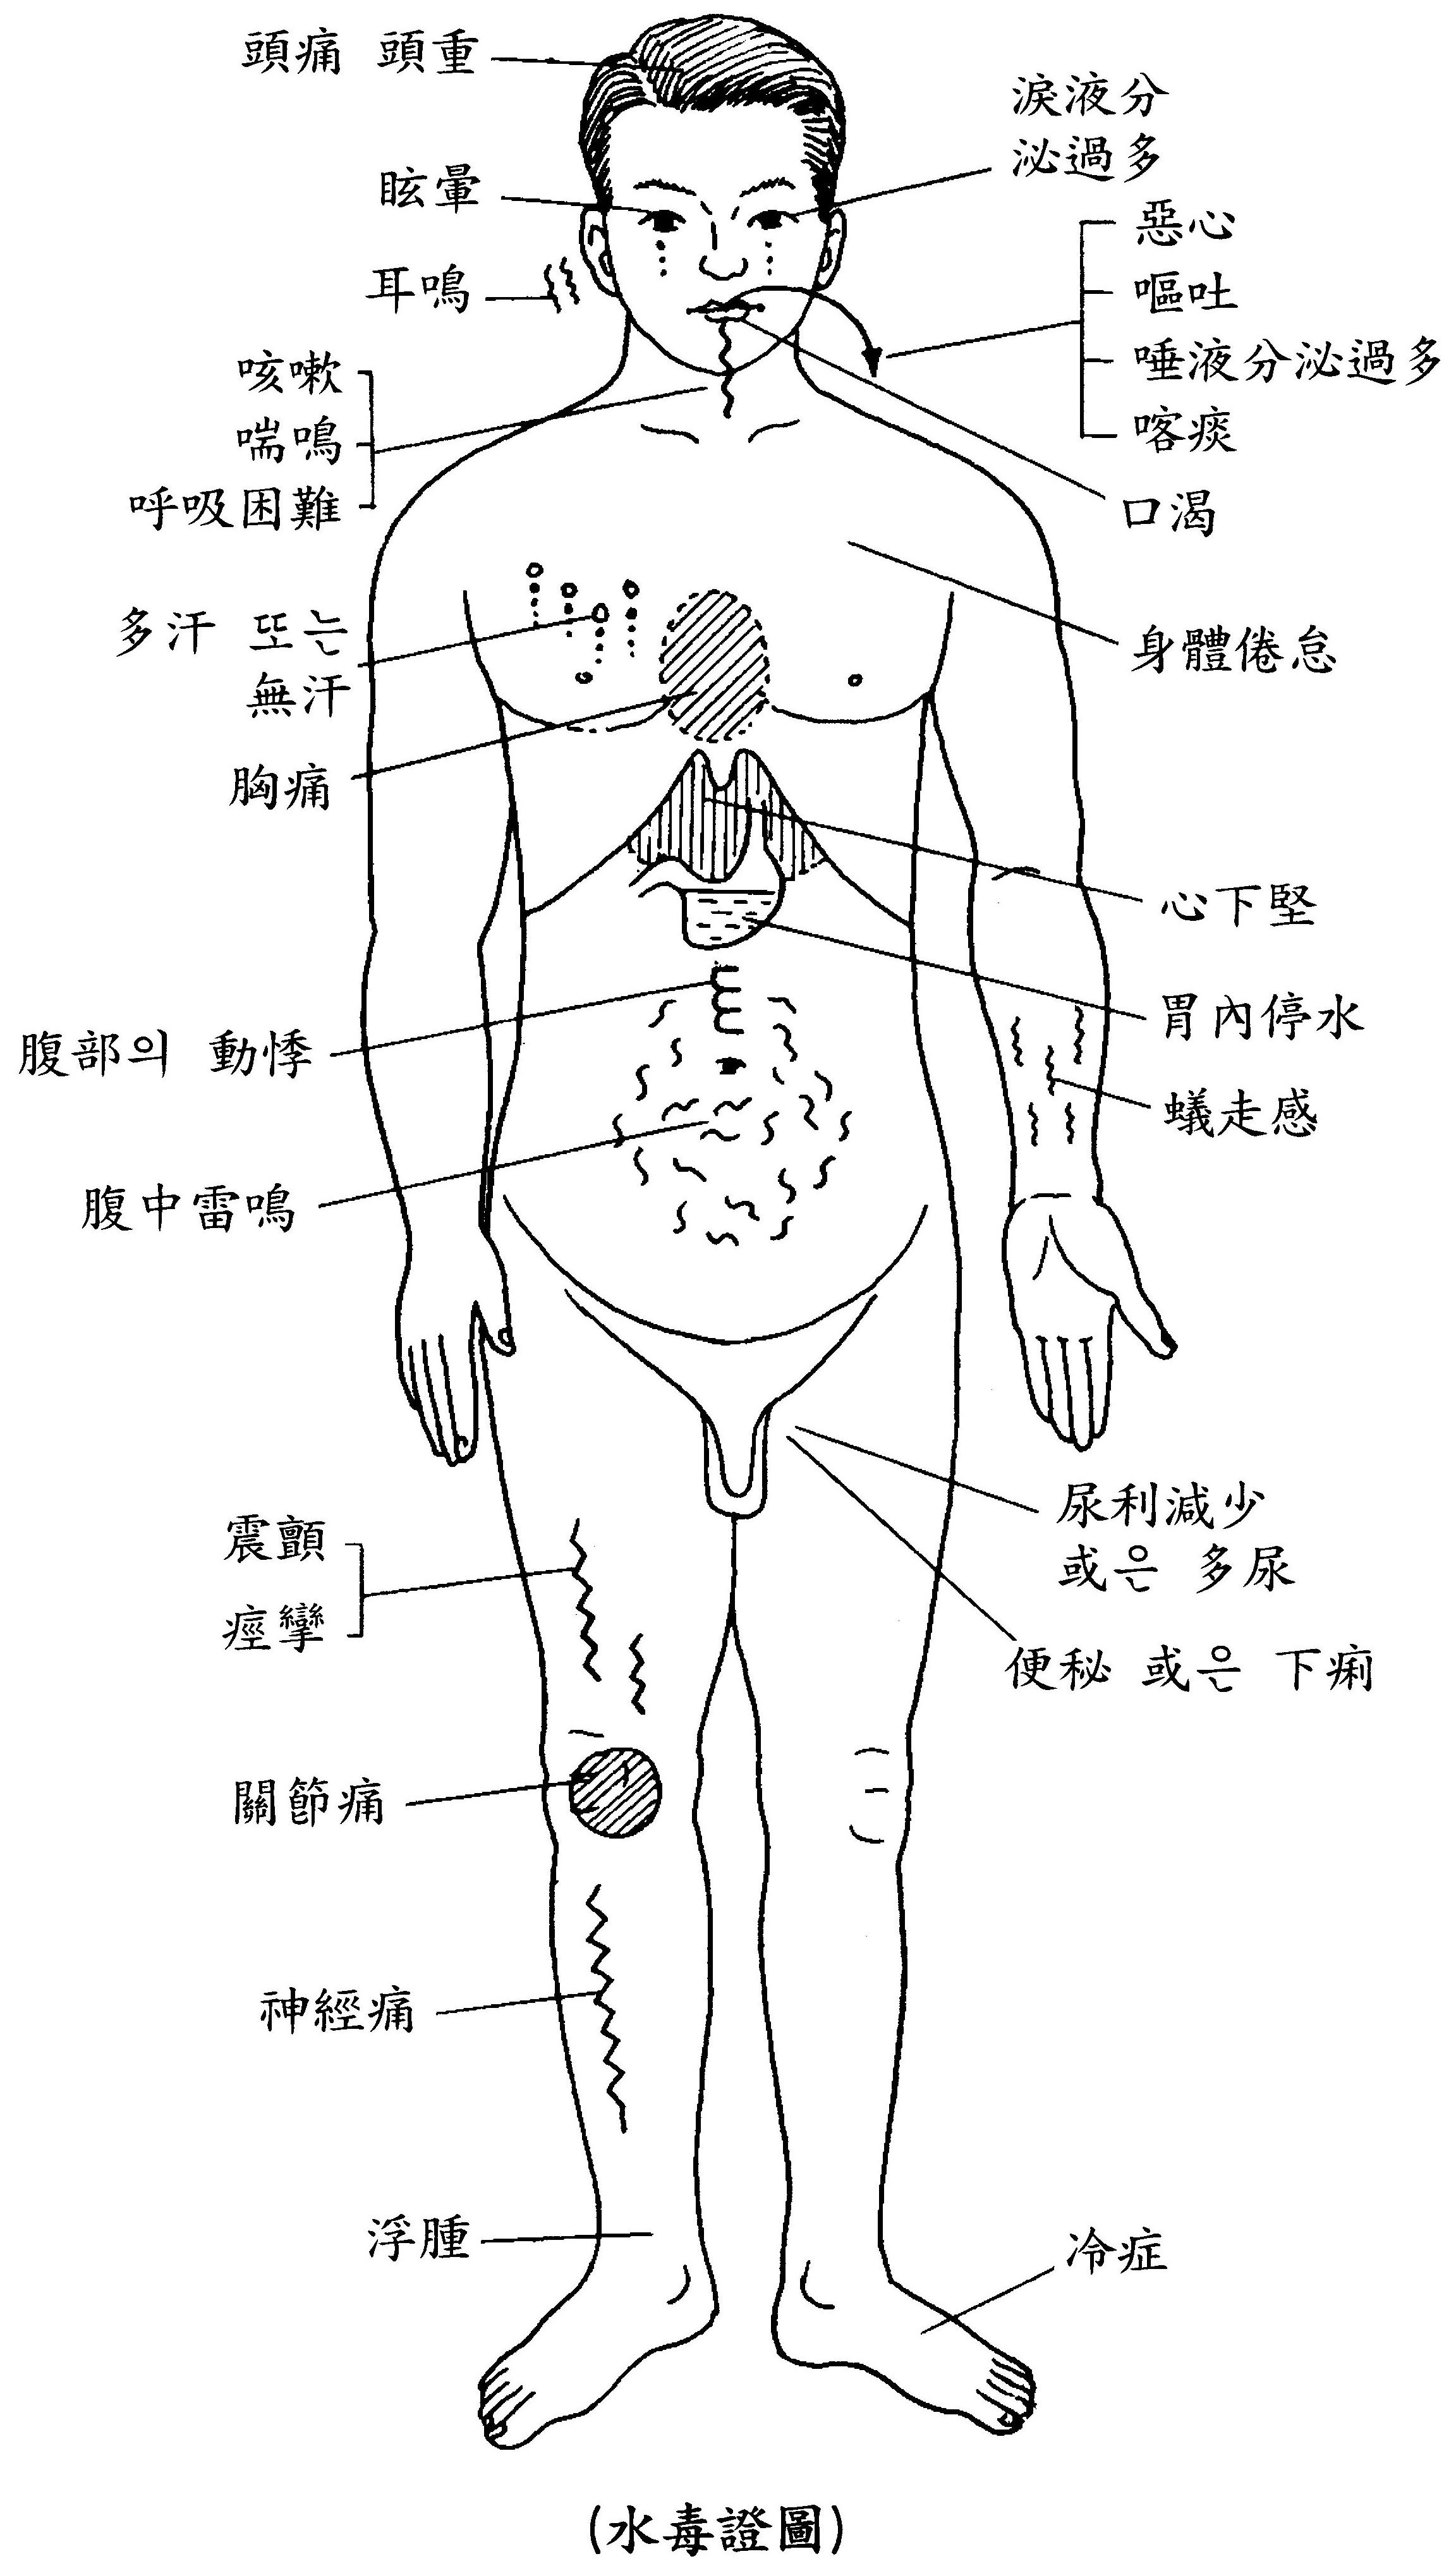 頭痛 頭重
淚液分
泌過多
眩暈
惡心
嘔吐
唾液分泌過多
喀痰
耳鳴
咳嗽
喘鳴
呼吸困難
口渴
多汗 또는
無汗
身體倦怠
胸痛
心下堅
胃內停水
腹部의 動悸
蟻走感
腹中雷鳴
尿利減少
或은 多尿
便秘 或은 下痢
震顫
痙攣
關節痛
神經痛
浮腫
冷症
(水毒證圖)